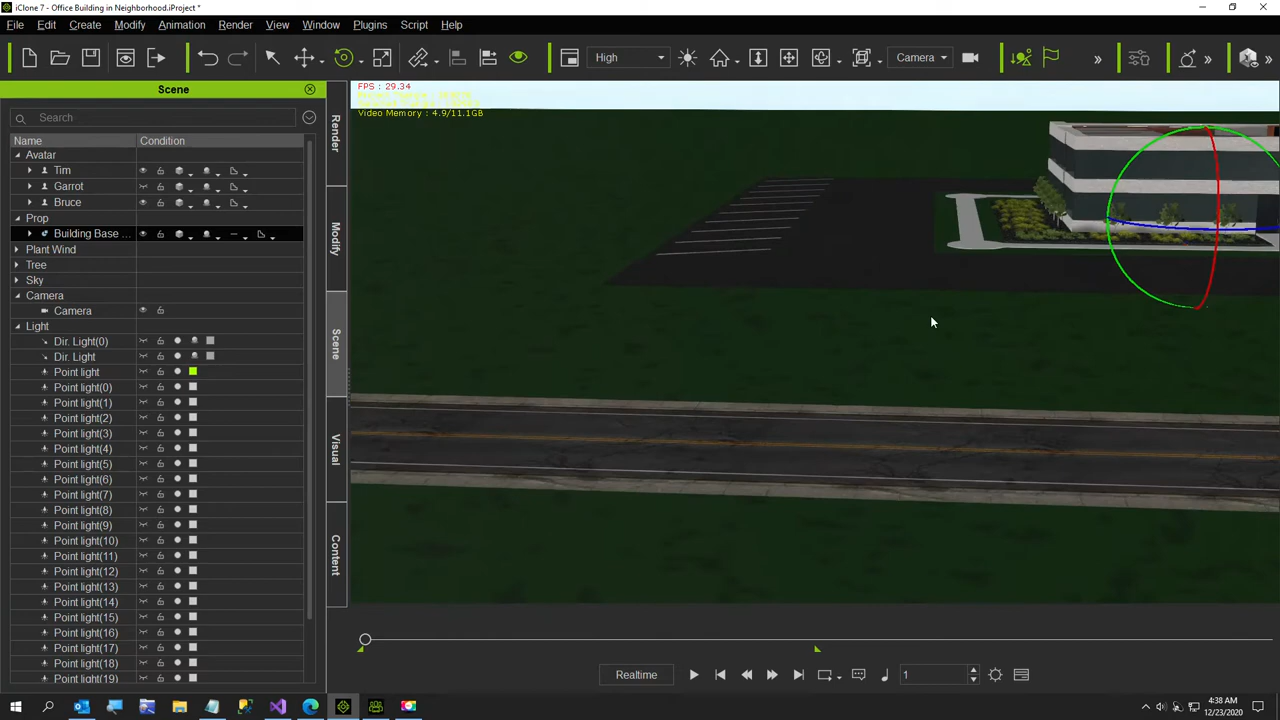 iClone 7 - Office Building in Neighborhood.iProject *
File Edit Create Modify Animation Render View Window Plugins Script Help
High
Camera
Scene
Search
Name Condition
Avatar
Tim
Garrot
Bruce
Prop
Building Base ...
Plant Wind
Tree
Sky
Camera
Camera
Light
Dir. Light(0)
Dir. Light
Point light
Point light(0)
Point light(1)
Point light(2)
Point light(3)
Point light(4)
Point light(5)
Point light(6)
Point light(7)
Point light(8)
Point light(9)
Point light(10)
Point light(11)
Point light(12)
Point light(13)
Point light(14)
Point light(15)
Point light(16)
Point light(17)
Point light(18)
Point light(19)
Render
Modify
Scene
Visual
Content
FPS : 29.34
Video Memory : 4.9/11.1GB
Realtime
1
4:38 AM
12/23/2020